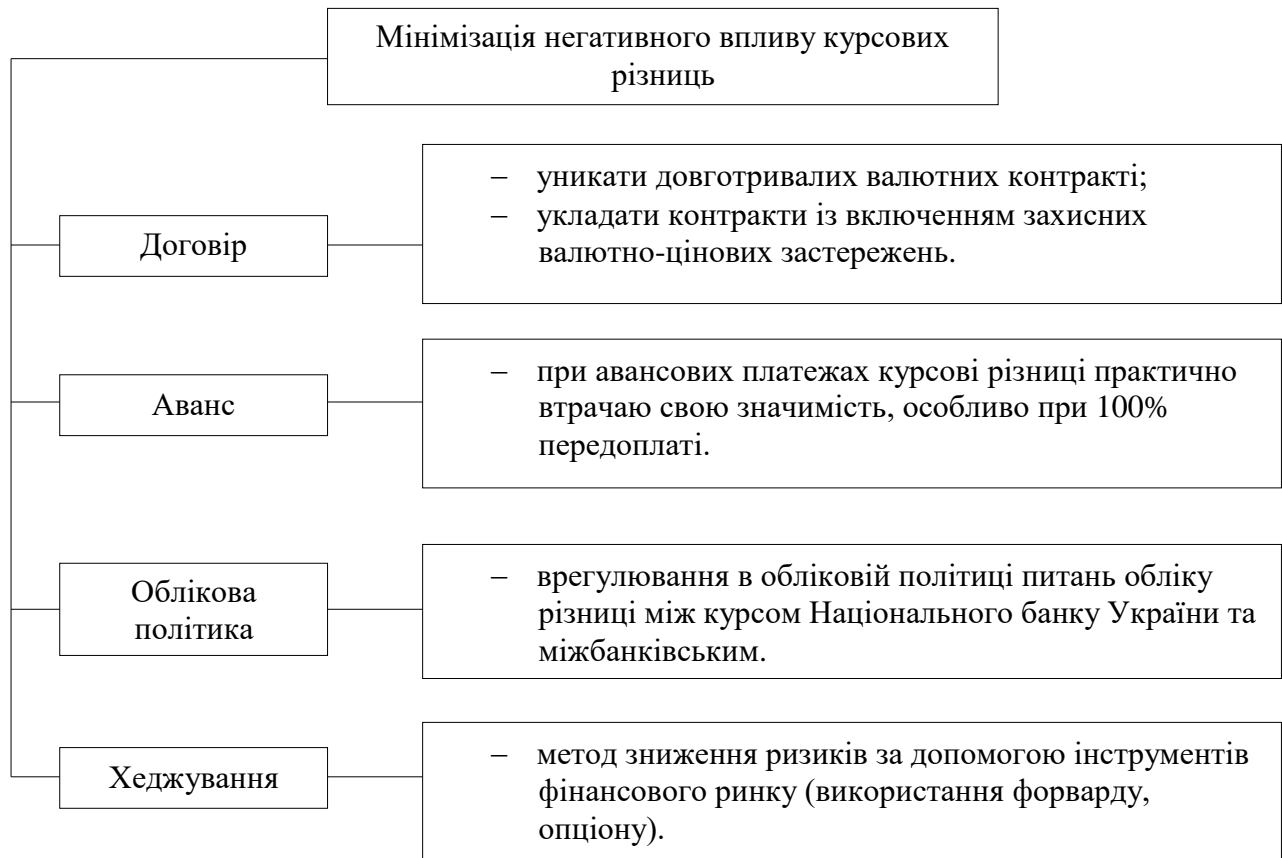 Мінімізація негативного впливу курсових
різниць
Договір
– уникати довготривалих валютних контракті;
– укладати контракти із включенням захисних
валютно-цінових застережень.
Аванс
– при авансових платежах курсові різниці практично
втрачаю свою значимість, особливо при 100%
передоплаті.
Облікова
політика
– врегулювання в обліковій політиці питань обліку
різниці між курсом Національного банку України та
міжбанківським.
Хеджування
– метод зниження ризиків за допомогою інструментів
фінансового ринку (використання форварду,
опціону).